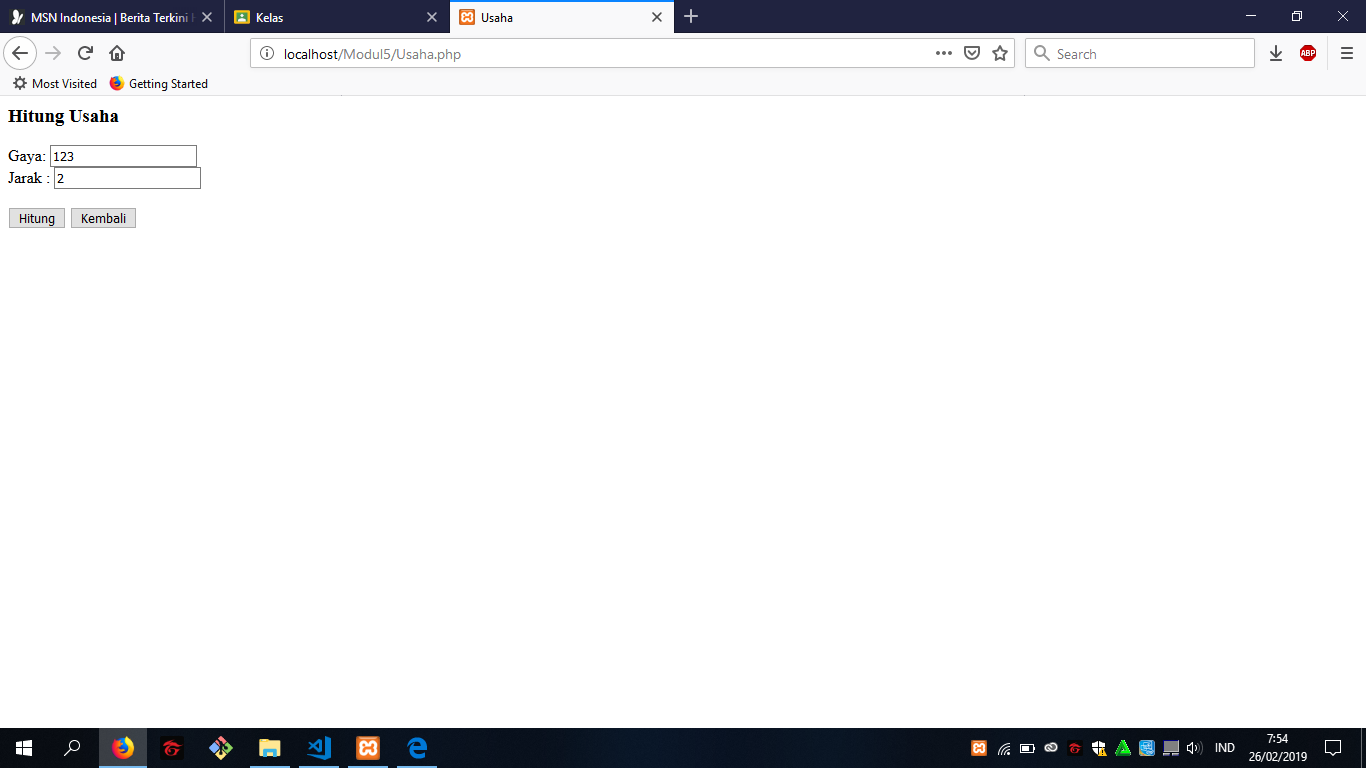 MSN Indonesia | Berita Terkini
Kelas
Usaha
localhost/Modul5/Usaha.php
Search
ABP
Most Visited
Getting Started
Hitung Usaha
Gaya: 123
Jarak : 2
Hitung Kembali
IND
7:54
26/02/2019